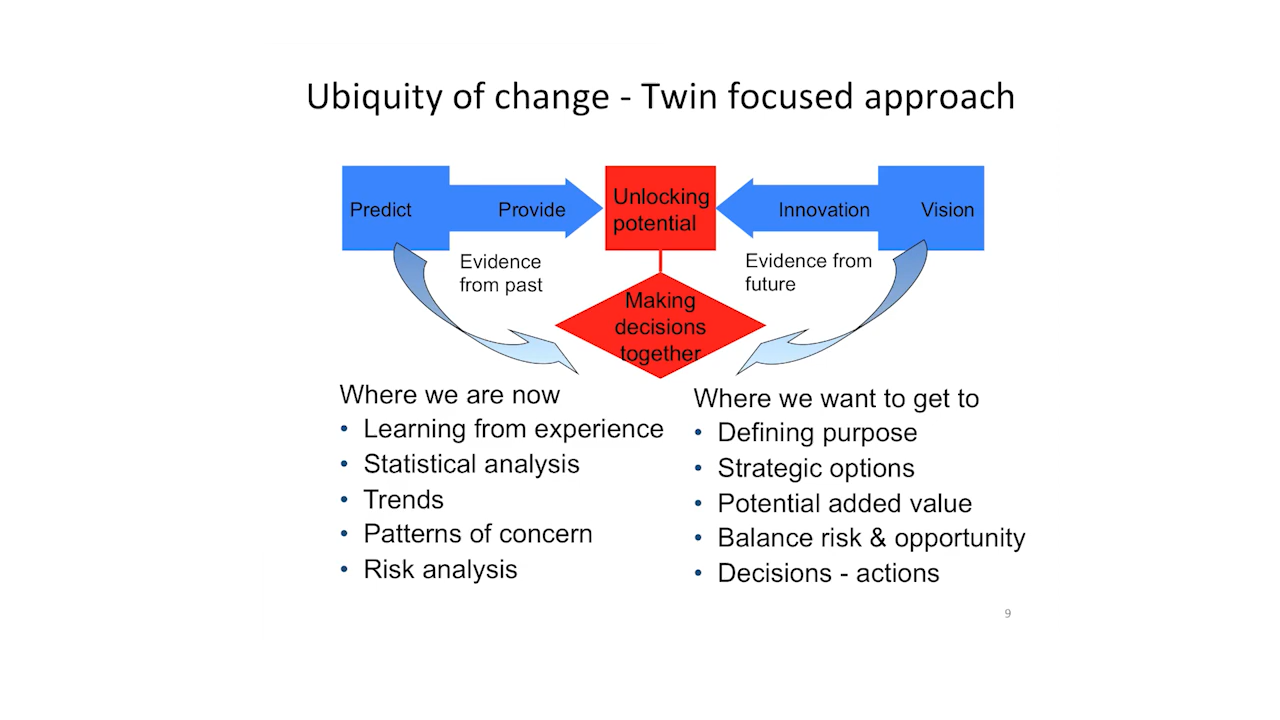 Ubiquity of change - Twin focused approach
Predict
Provide
Unlocking
potential
Innovation
Vision
Evidence
from past
Evidence from
future
Making
decisions
together
Where we are now
• Learning from experience
• Statistical analysis
• Trends
• Patterns of concern
• Risk analysis
Where we want to get to
• Defining purpose
• Strategic options
• Potential added value
• Balance risk & opportunity
• Decisions - actions
9